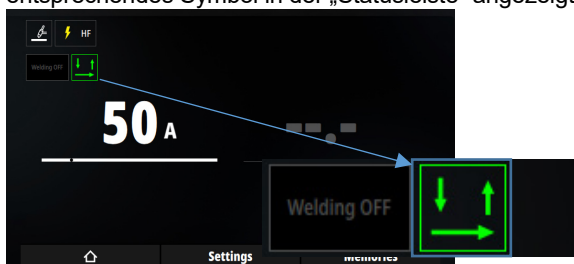 entsprechendes Symbol in der „Statusleiste“ angezeigt
HF
Welding OFF
50 A
--.-
Welding OFF
Settings
Memories